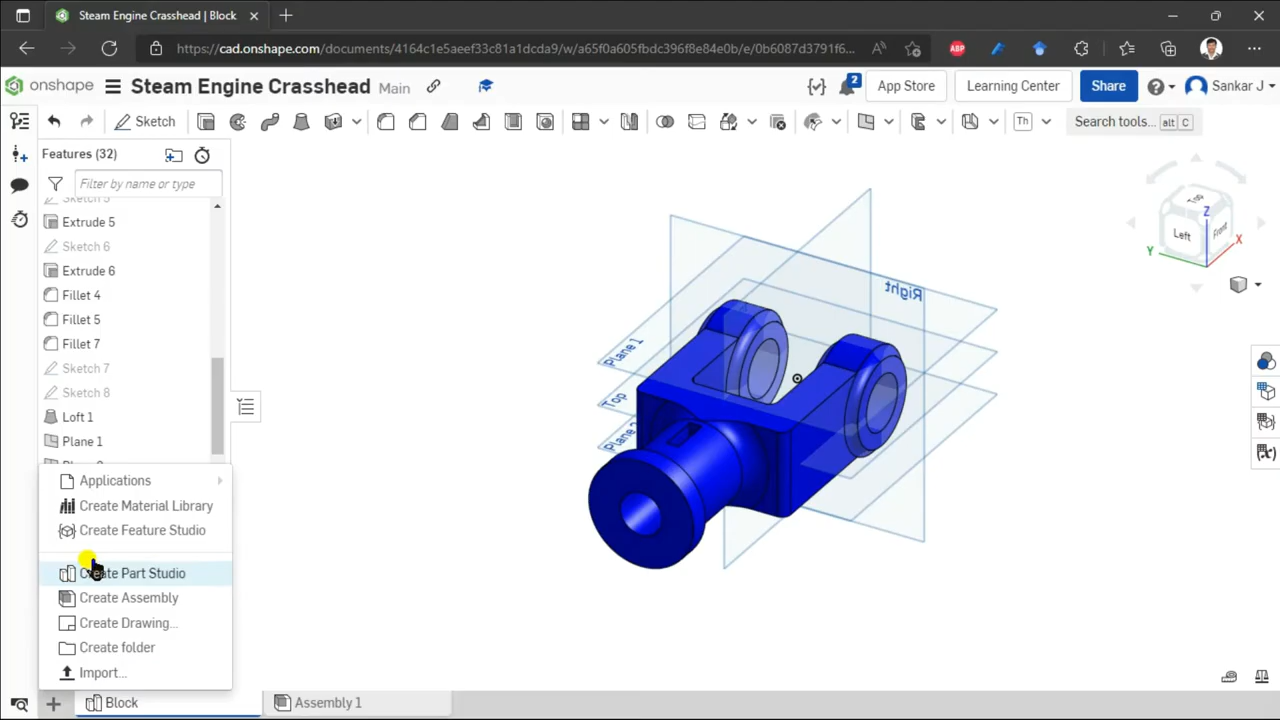 Steam Engine Crasshead | Block
https://cad.onshape.com/documents/4164c1e5aeef33c81a1dcda9/w/a65f0a605fbdc396f8e84e0b/e/0b6087d3791f6...
ABP
onshape
Steam Engine Crasshead
Main
2
App Store
Learning Center
Share
Sankar J
Sketch
Th
Search tools...
alt
C
Features (32)
Filter by name or type
Sketch 5
Extrude 5
Sketch 6
Extrude 6
Fillet 4
Fillet 5
Fillet 7
Sketch 7
Sketch 8
Loft 1
Plane 1
Applications
Create Material Library
Create Feature Studio
Create Part Studio
Create Assembly
Create Drawing...
Create folder
Import...
Right
Plane 1
Top
Plane 2
Top
Left
Front
Z
Y
X
Block
Assembly 1